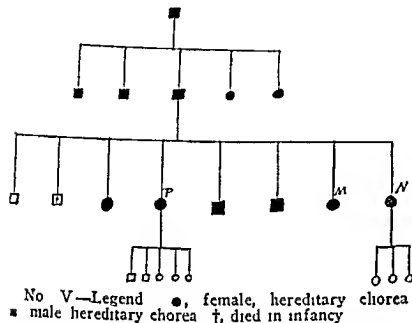 P
M
N
No V—Legend ●, female, hereditary chorea
■ male hereditary chorea †, died in infancy